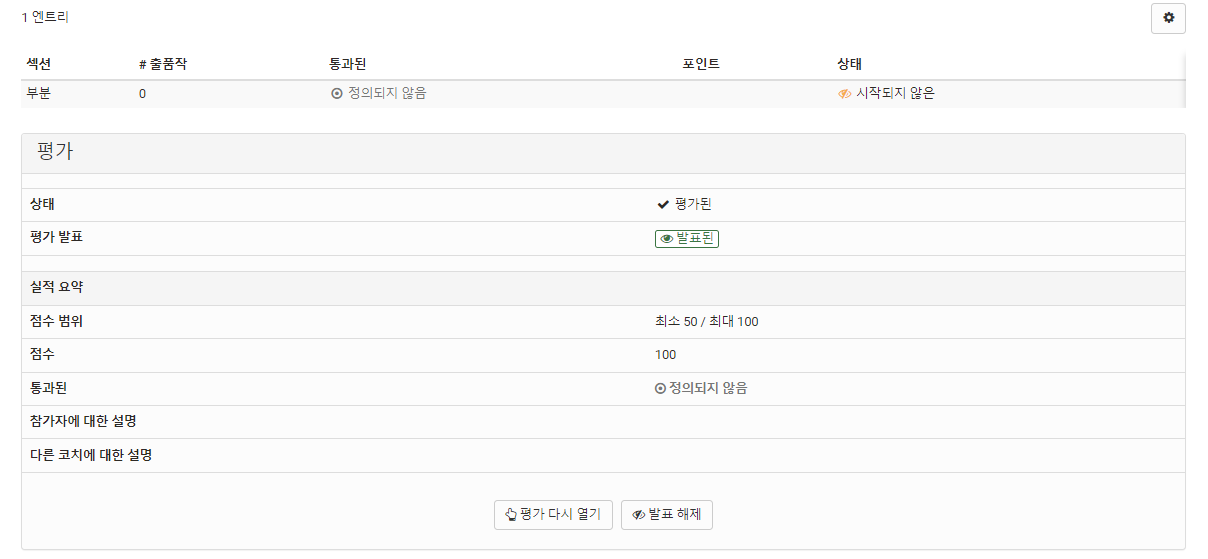 1 엔트리
섹션 # 출품작 통과된 포인트 상태
부분 0 정의되지 않음 시작되지 않은
평가
상태 평가된
평가 발표 발표된
실적 요약
점수 범위 최소 50 / 최대 100
점수 100
통과된 정의되지 않음
참가자에 대한 설명
다른 코치에 대한 설명
평가 다시 열기 발표 해제